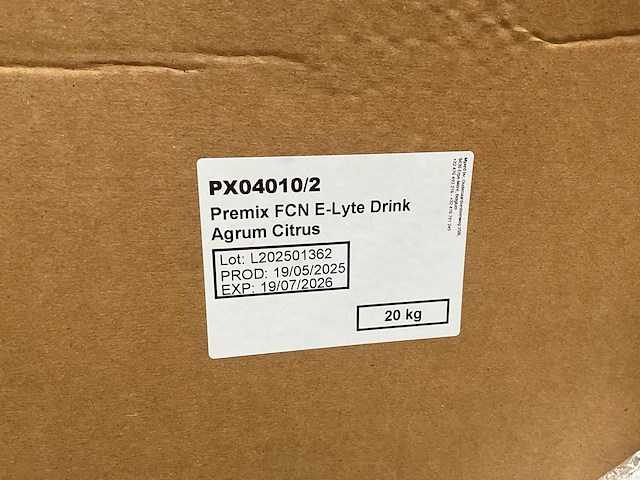 PX04010/2
Premix FCN E-Lyte Drink
Agrum Citrus
Lot: L202501362
PROD: 19/05/2025
EXP: 19/07/2026
20 kg